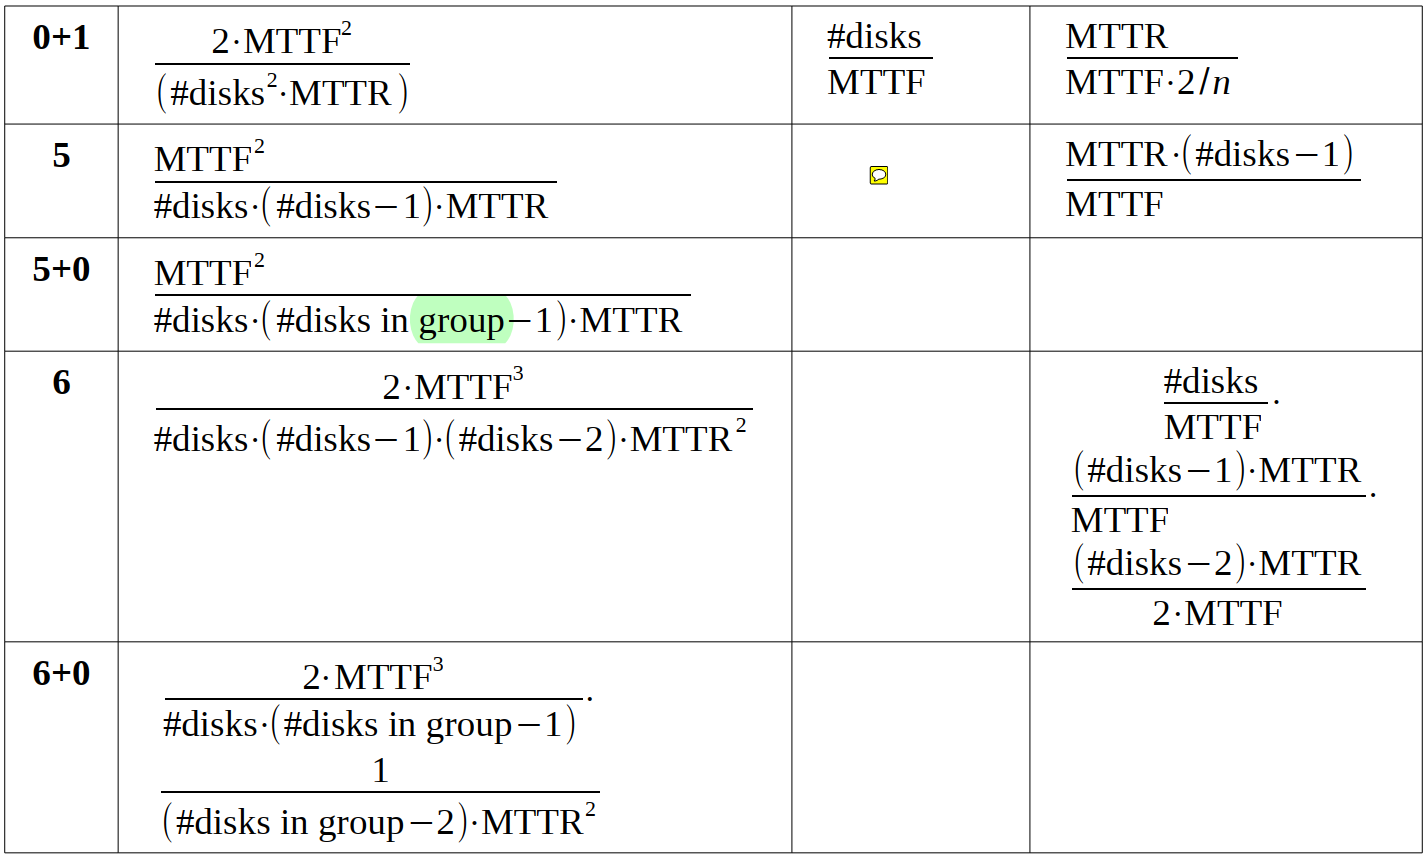 0+1
2·MTTF²
(#disks²·MTTR)
#disks
MTTF
MTTR
MTTF·2/n
5
MTTF²
#disks·(#disks−1)·MTTR
MTTR·(#disks−1)
MTTF
5+0
MTTF²
#disks·(#disks in group−1)·MTTR
6
2·MTTF³
#disks·(#disks−1)·(#disks−2)·MTTR²
#disks
MTTF
·
(#disks−1)·MTTR
MTTF
·
(#disks−2)·MTTR
2·MTTF
6+0
2·MTTF³
#disks·(#disks in group−1)
·
1
(#disks in group−2)·MTTR²